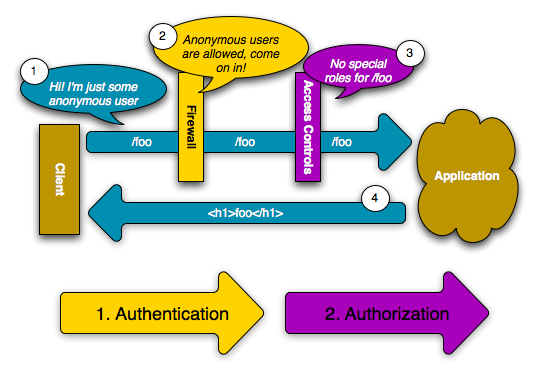 1
Hi! I'm just some
anonymous user
2
Anonymous users
are allowed, come
on in!
3
No special
roles for /foo
Client
/foo
Firewall
/foo
Access Controls
/foo
Application
4
<h1>foo</h1>
1. Authentication
2. Authorization